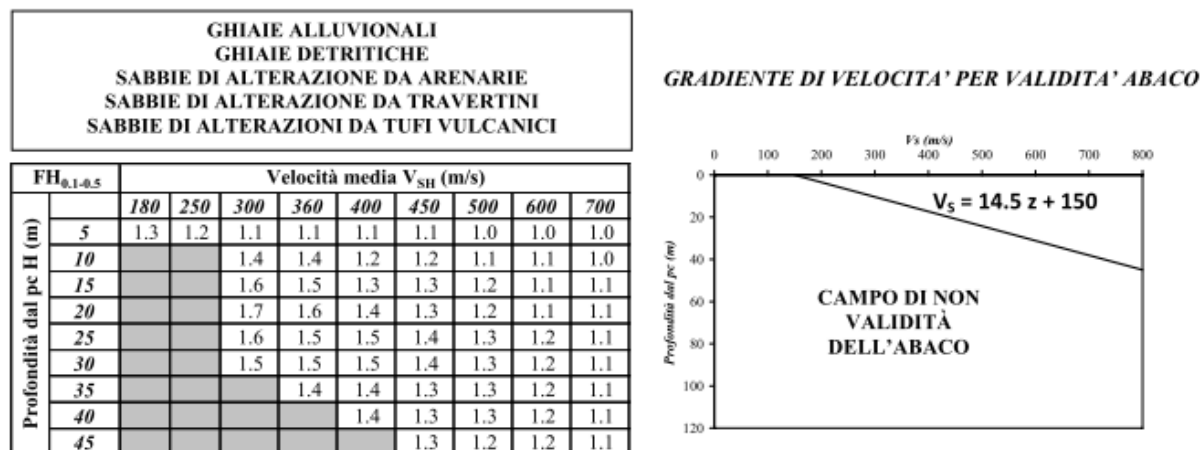 GHIAIE ALLUVIONALI
GHIAIE DETRITICHE
SABBIE DI ALTERAZIONE DA ARENARIE
SABBIE DI ALTERAZIONE DA TRAVERTINI
SABBIE DI ALTERAZIONI DA TUFI VULCANICI
FH0.1-0.5 Velocità media VSH (m/s)
180 250 300 360 400 450 500 600 700
Profondità dal pc H (m)
5 1.3 1.2 1.1 1.1 1.1 1.1 1.0 1.0 1.0
10 1.4 1.4 1.2 1.2 1.1 1.1 1.0
15 1.6 1.5 1.3 1.3 1.2 1.1 1.1
20 1.7 1.6 1.4 1.3 1.2 1.1 1.1
25 1.6 1.5 1.5 1.4 1.3 1.2 1.1
30 1.5 1.5 1.5 1.4 1.3 1.2 1.1
35 1.4 1.4 1.3 1.3 1.2 1.1
40 1.4 1.3 1.3 1.2 1.1
45 1.3 1.2 1.2 1.1
GRADIENTE DI VELOCITA' PER VALIDITA' ABACO
Vs (m/s)
0 100 200 300 400 500 600 700 800
Profondità dal pc (m)
0
20
40
60
80
100
120
VS = 14.5 z + 150
CAMPO DI NON
VALIDITÀ
DELL'ABACO